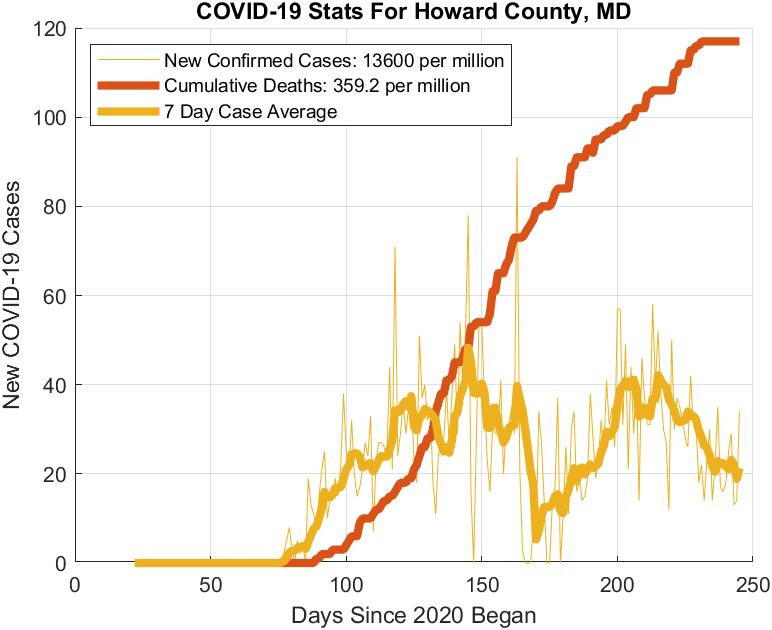 COVID-19 Stats For Howard County, MD
120
New Confirmed Cases: 13600 per million
Cumulative Deaths: 359.2 per million
7 Day Case Average
100
80
60
40
20
0
New COVID-19 Cases
0 50 100 150 200 250
Days Since 2020 Began